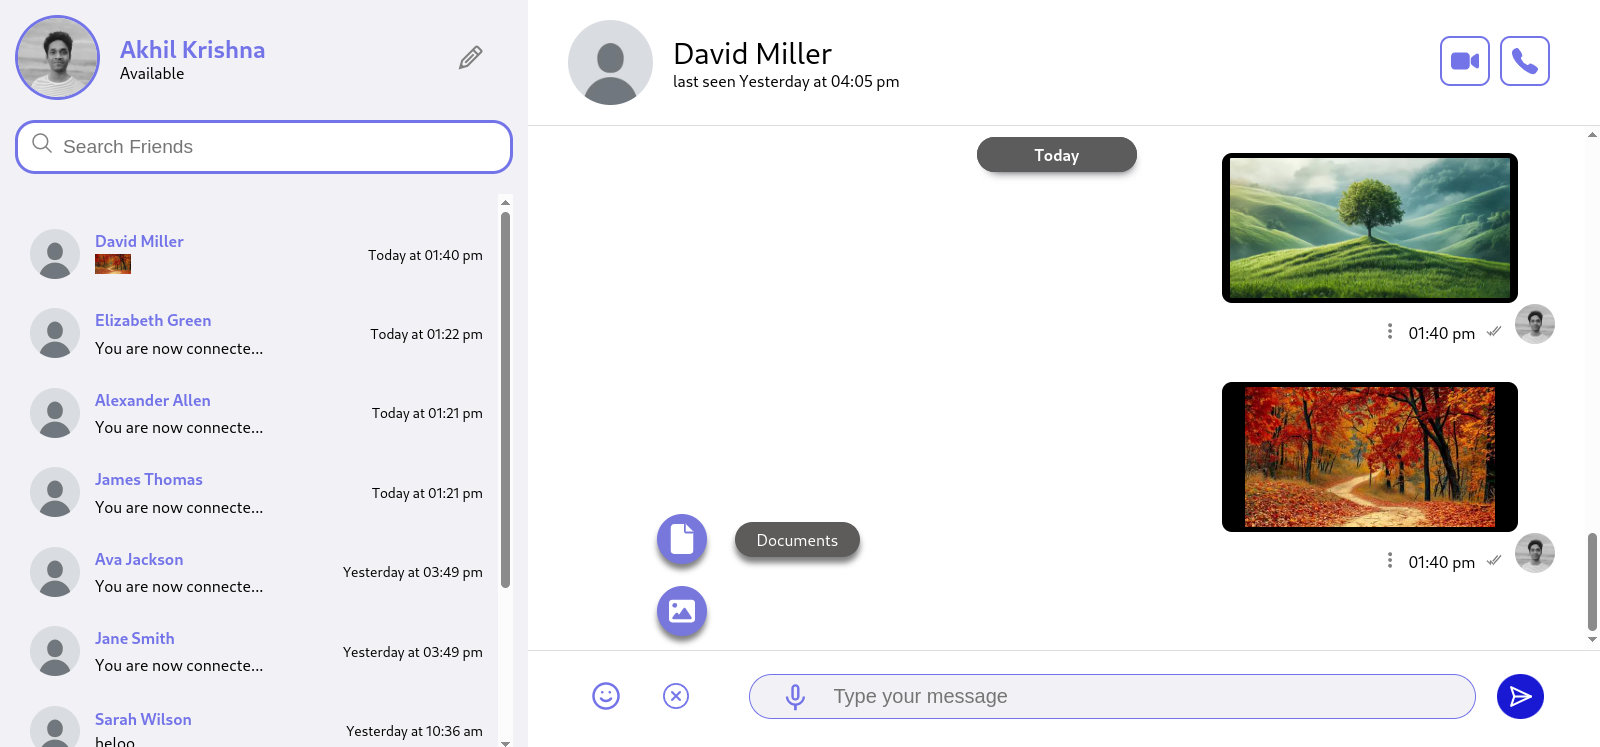 Akhil Krishna
Available
Search Friends
David Miller
Today at 01:40 pm
Elizabeth Green
You are now connecte...
Today at 01:22 pm
Alexander Allen
You are now connecte...
Today at 01:21 pm
James Thomas
You are now connecte...
Today at 01:21 pm
Ava Jackson
You are now connecte...
Yesterday at 03:49 pm
Jane Smith
You are now connecte...
Yesterday at 03:49 pm
Sarah Wilson
heloo
Yesterday at 10:36 am
David Miller
last seen Yesterday at 04:05 pm
Today
01:40 pm
01:40 pm
Documents
Type your message